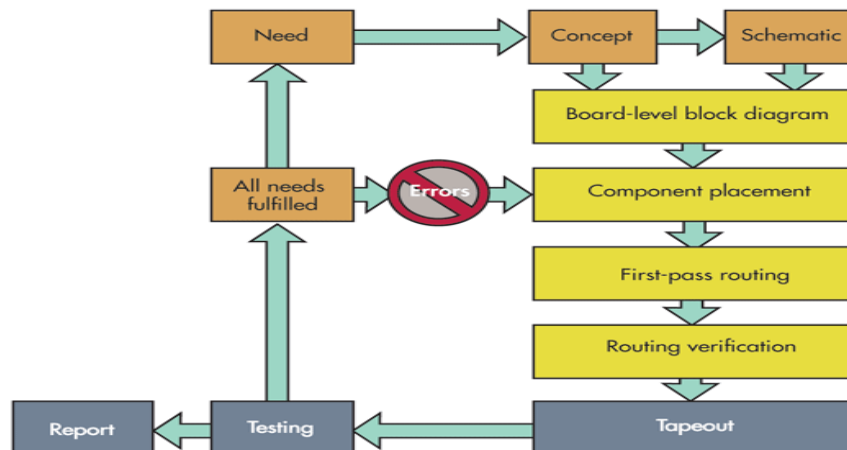 Need
Concept
Schematic
Board-level block diagram
All needs
fulfilled
Errors
Component placement
First-pass routing
Routing verification
Report
Testing
Tapeout